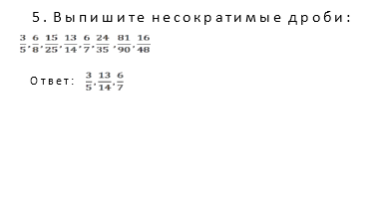 5. Выпишите несократимые дроби:
3/5, 6/8, 15/25, 13/14, 6/7, 24/35, 81/90, 16/48
Ответ: 3/5, 13/14, 6/7